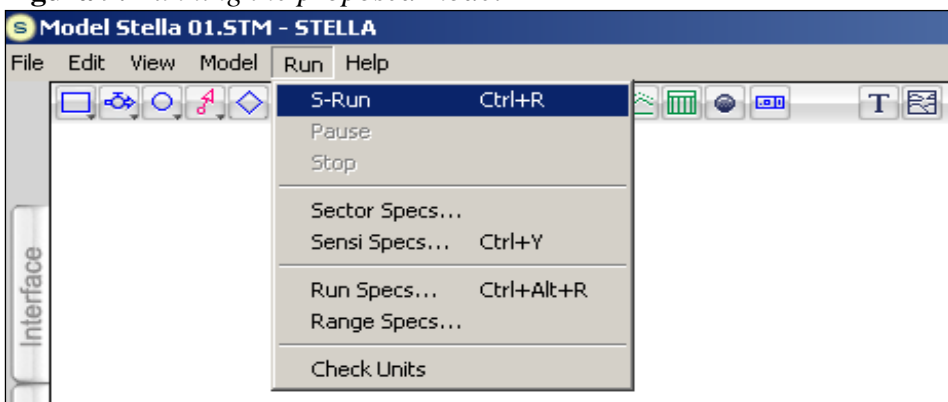 Model Stella 01.STM - STELLA
File Edit View Model Run Help
S-Run Ctrl+R
Pause
Stop
Sector Specs...
Sensi Specs... Ctrl+Y
Run Specs... Ctrl+Alt+R
Range Specs...
Check Units
T
Interface